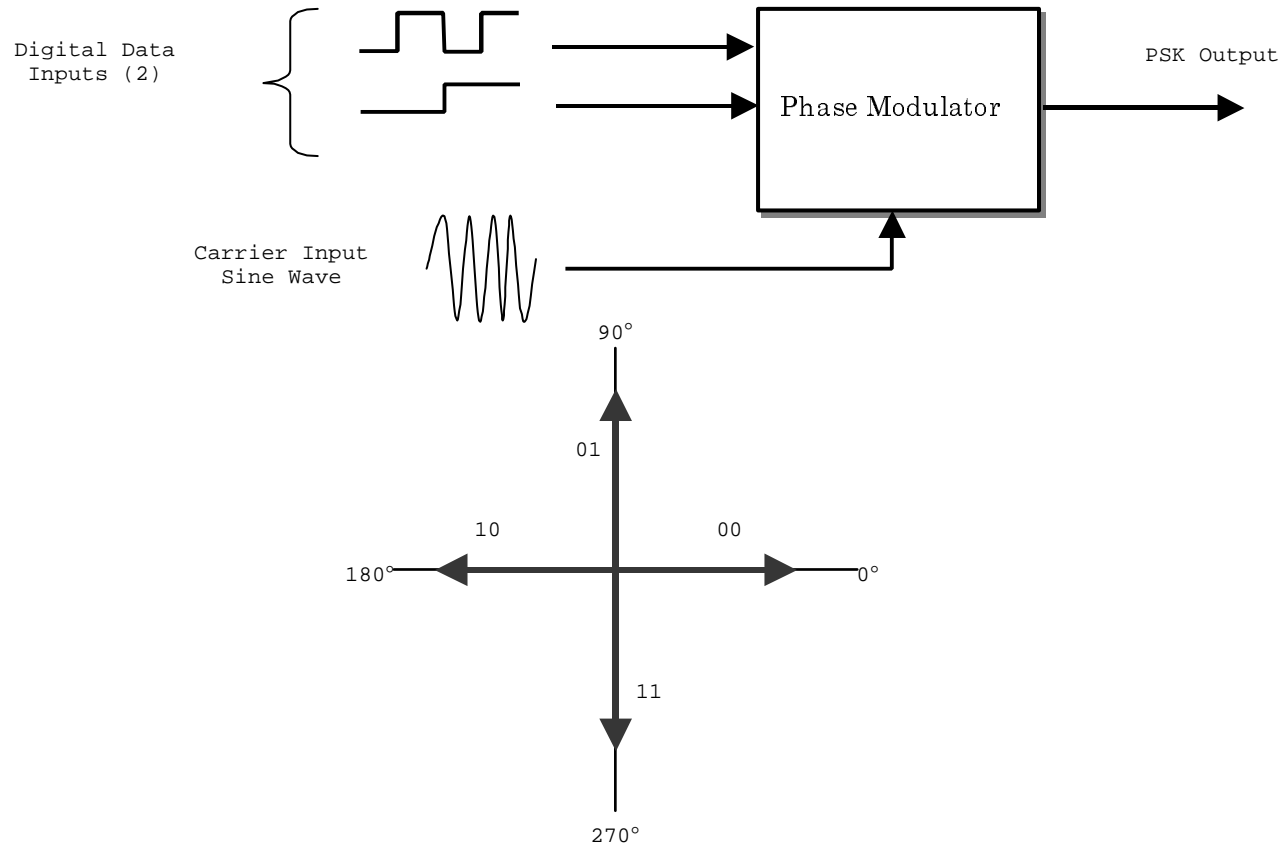 Digital Data
Inputs (2)
Phase Modulator
PSK Output
Carrier Input
Sine Wave
90°
01
10
00
180°
0°
11
270°